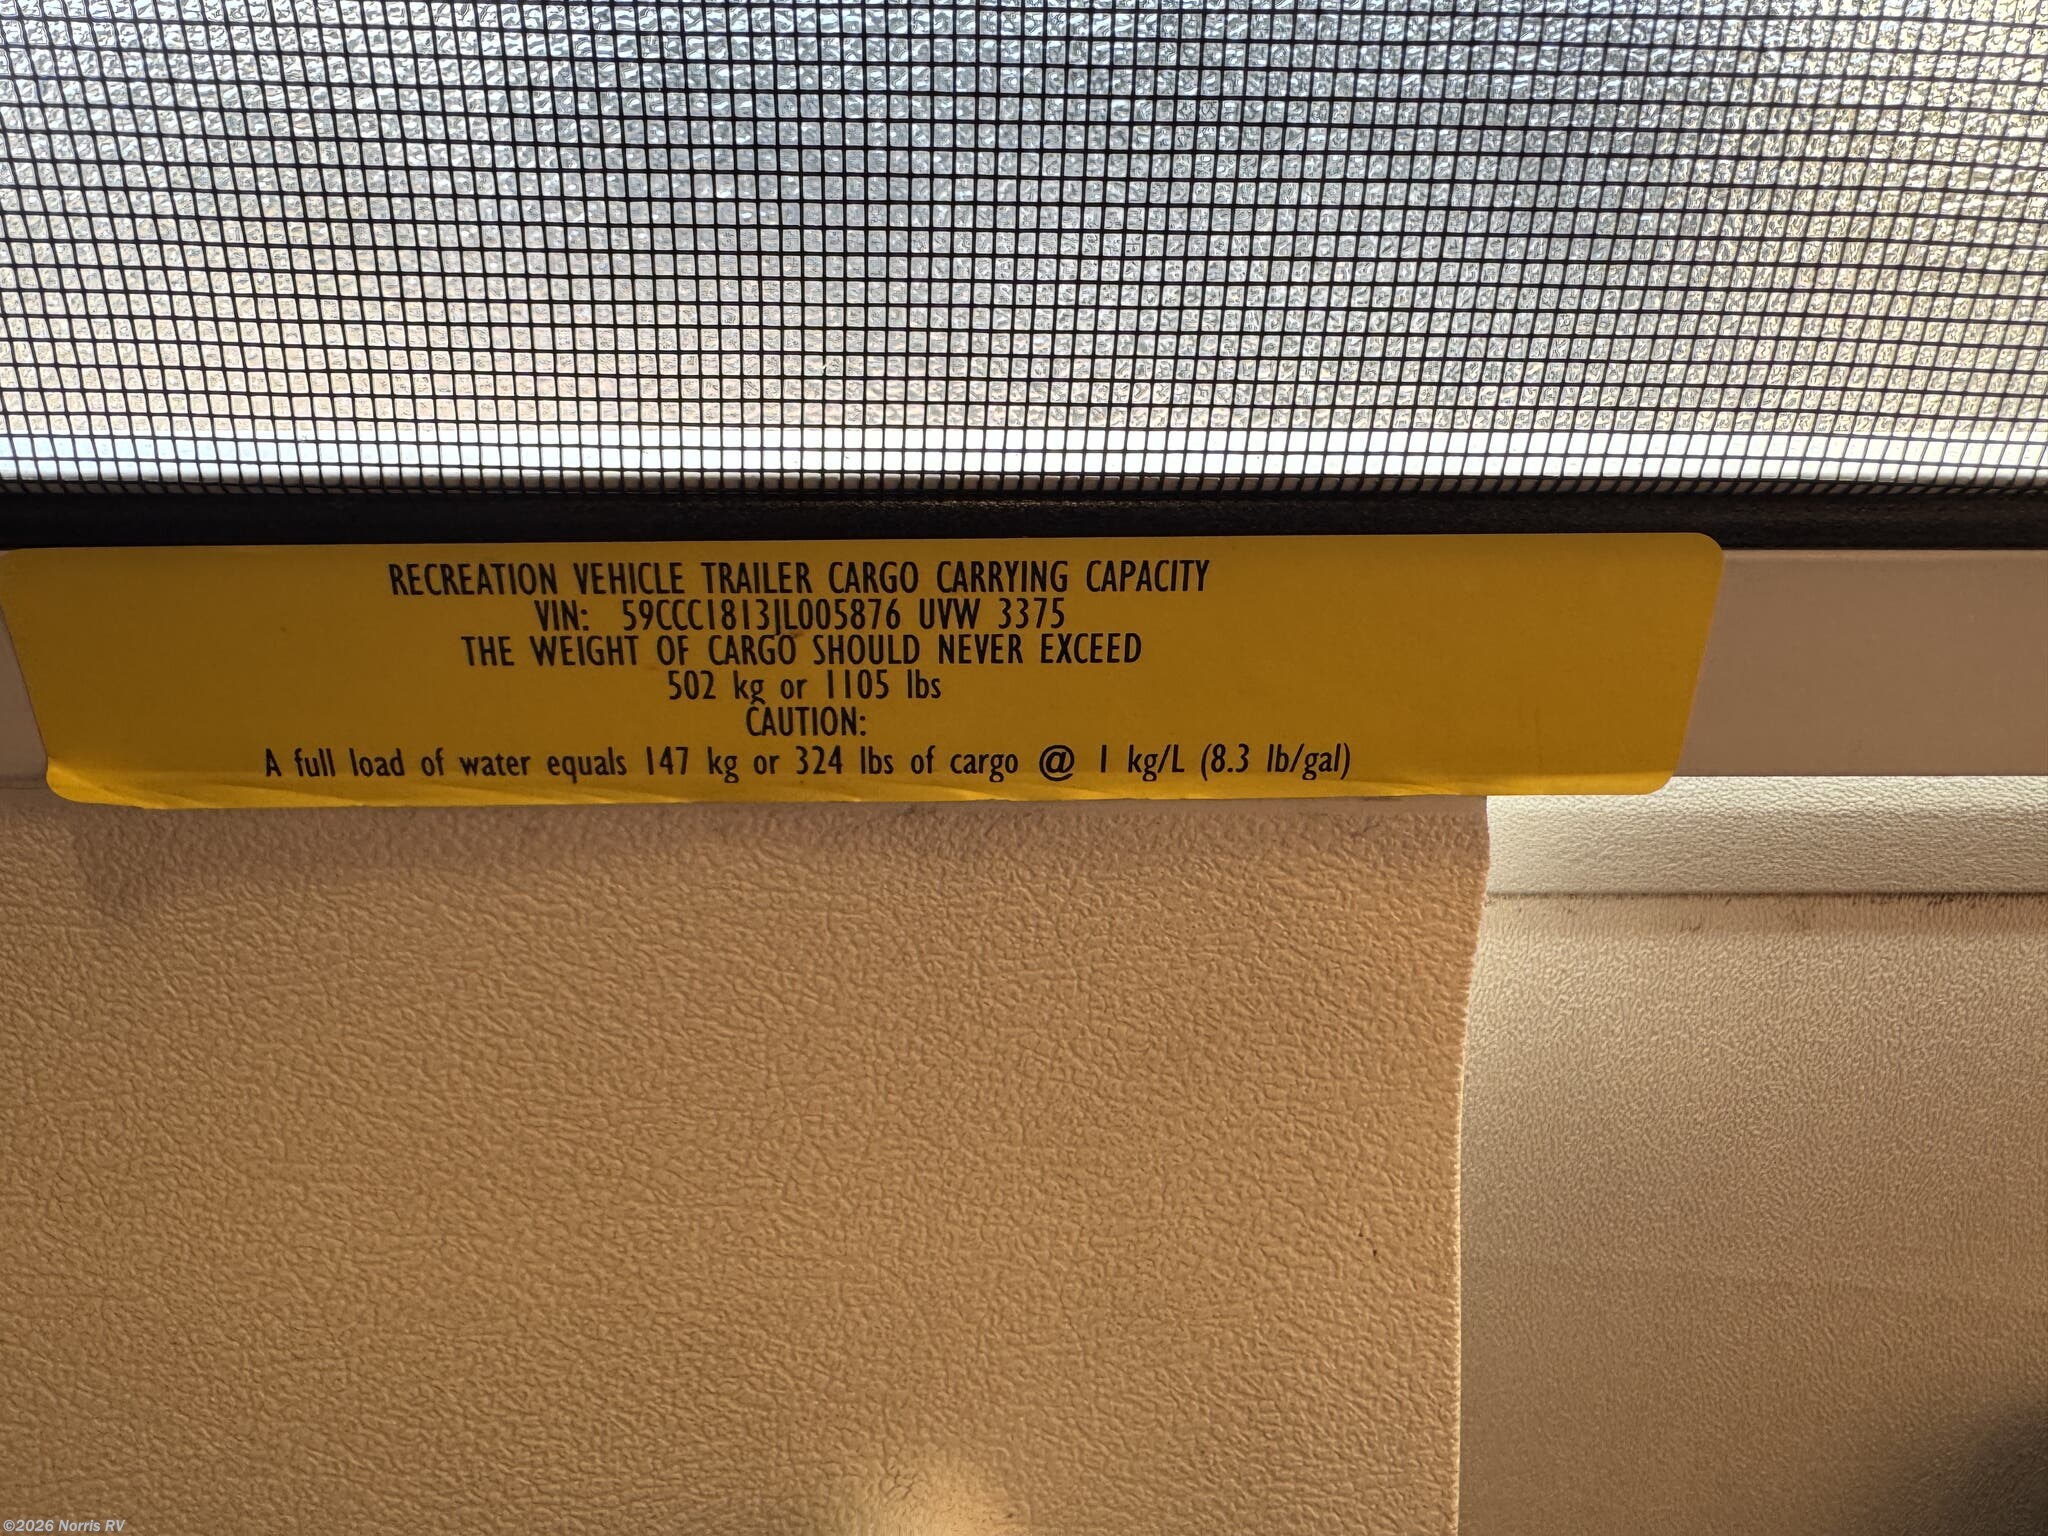 RECREATION VEHICLE TRAILER CARGO CARRYING CAPACITY
VIN: 59CCC1813JL005876 UVW 3375
THE WEIGHT OF CARGO SHOULD NEVER EXCEED
502 kg or 1105 lbs
CAUTION:
A full load of water equals 147 kg or 324 lbs of cargo @ 1 kg/L (8.3 lb/gal)
©2026 Norris RV